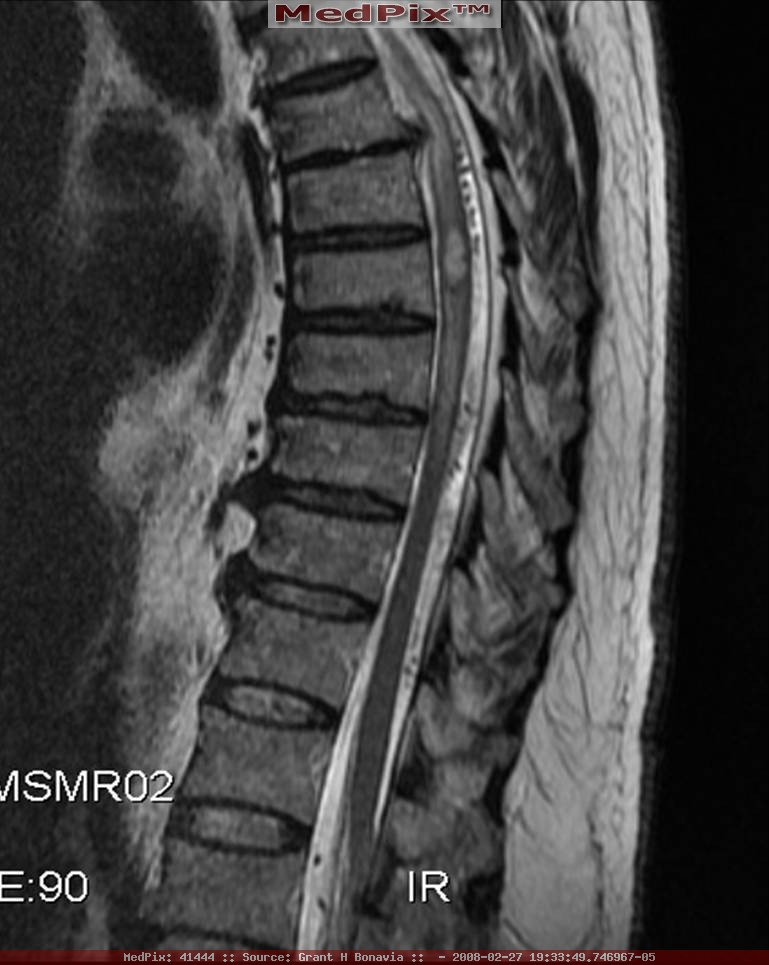 MedPix™
MSMR02
E:90
IR
MedPix: 41444 :: Source: Grant H Bonavia :: - 2008-02-27 19:33:49.746967-05